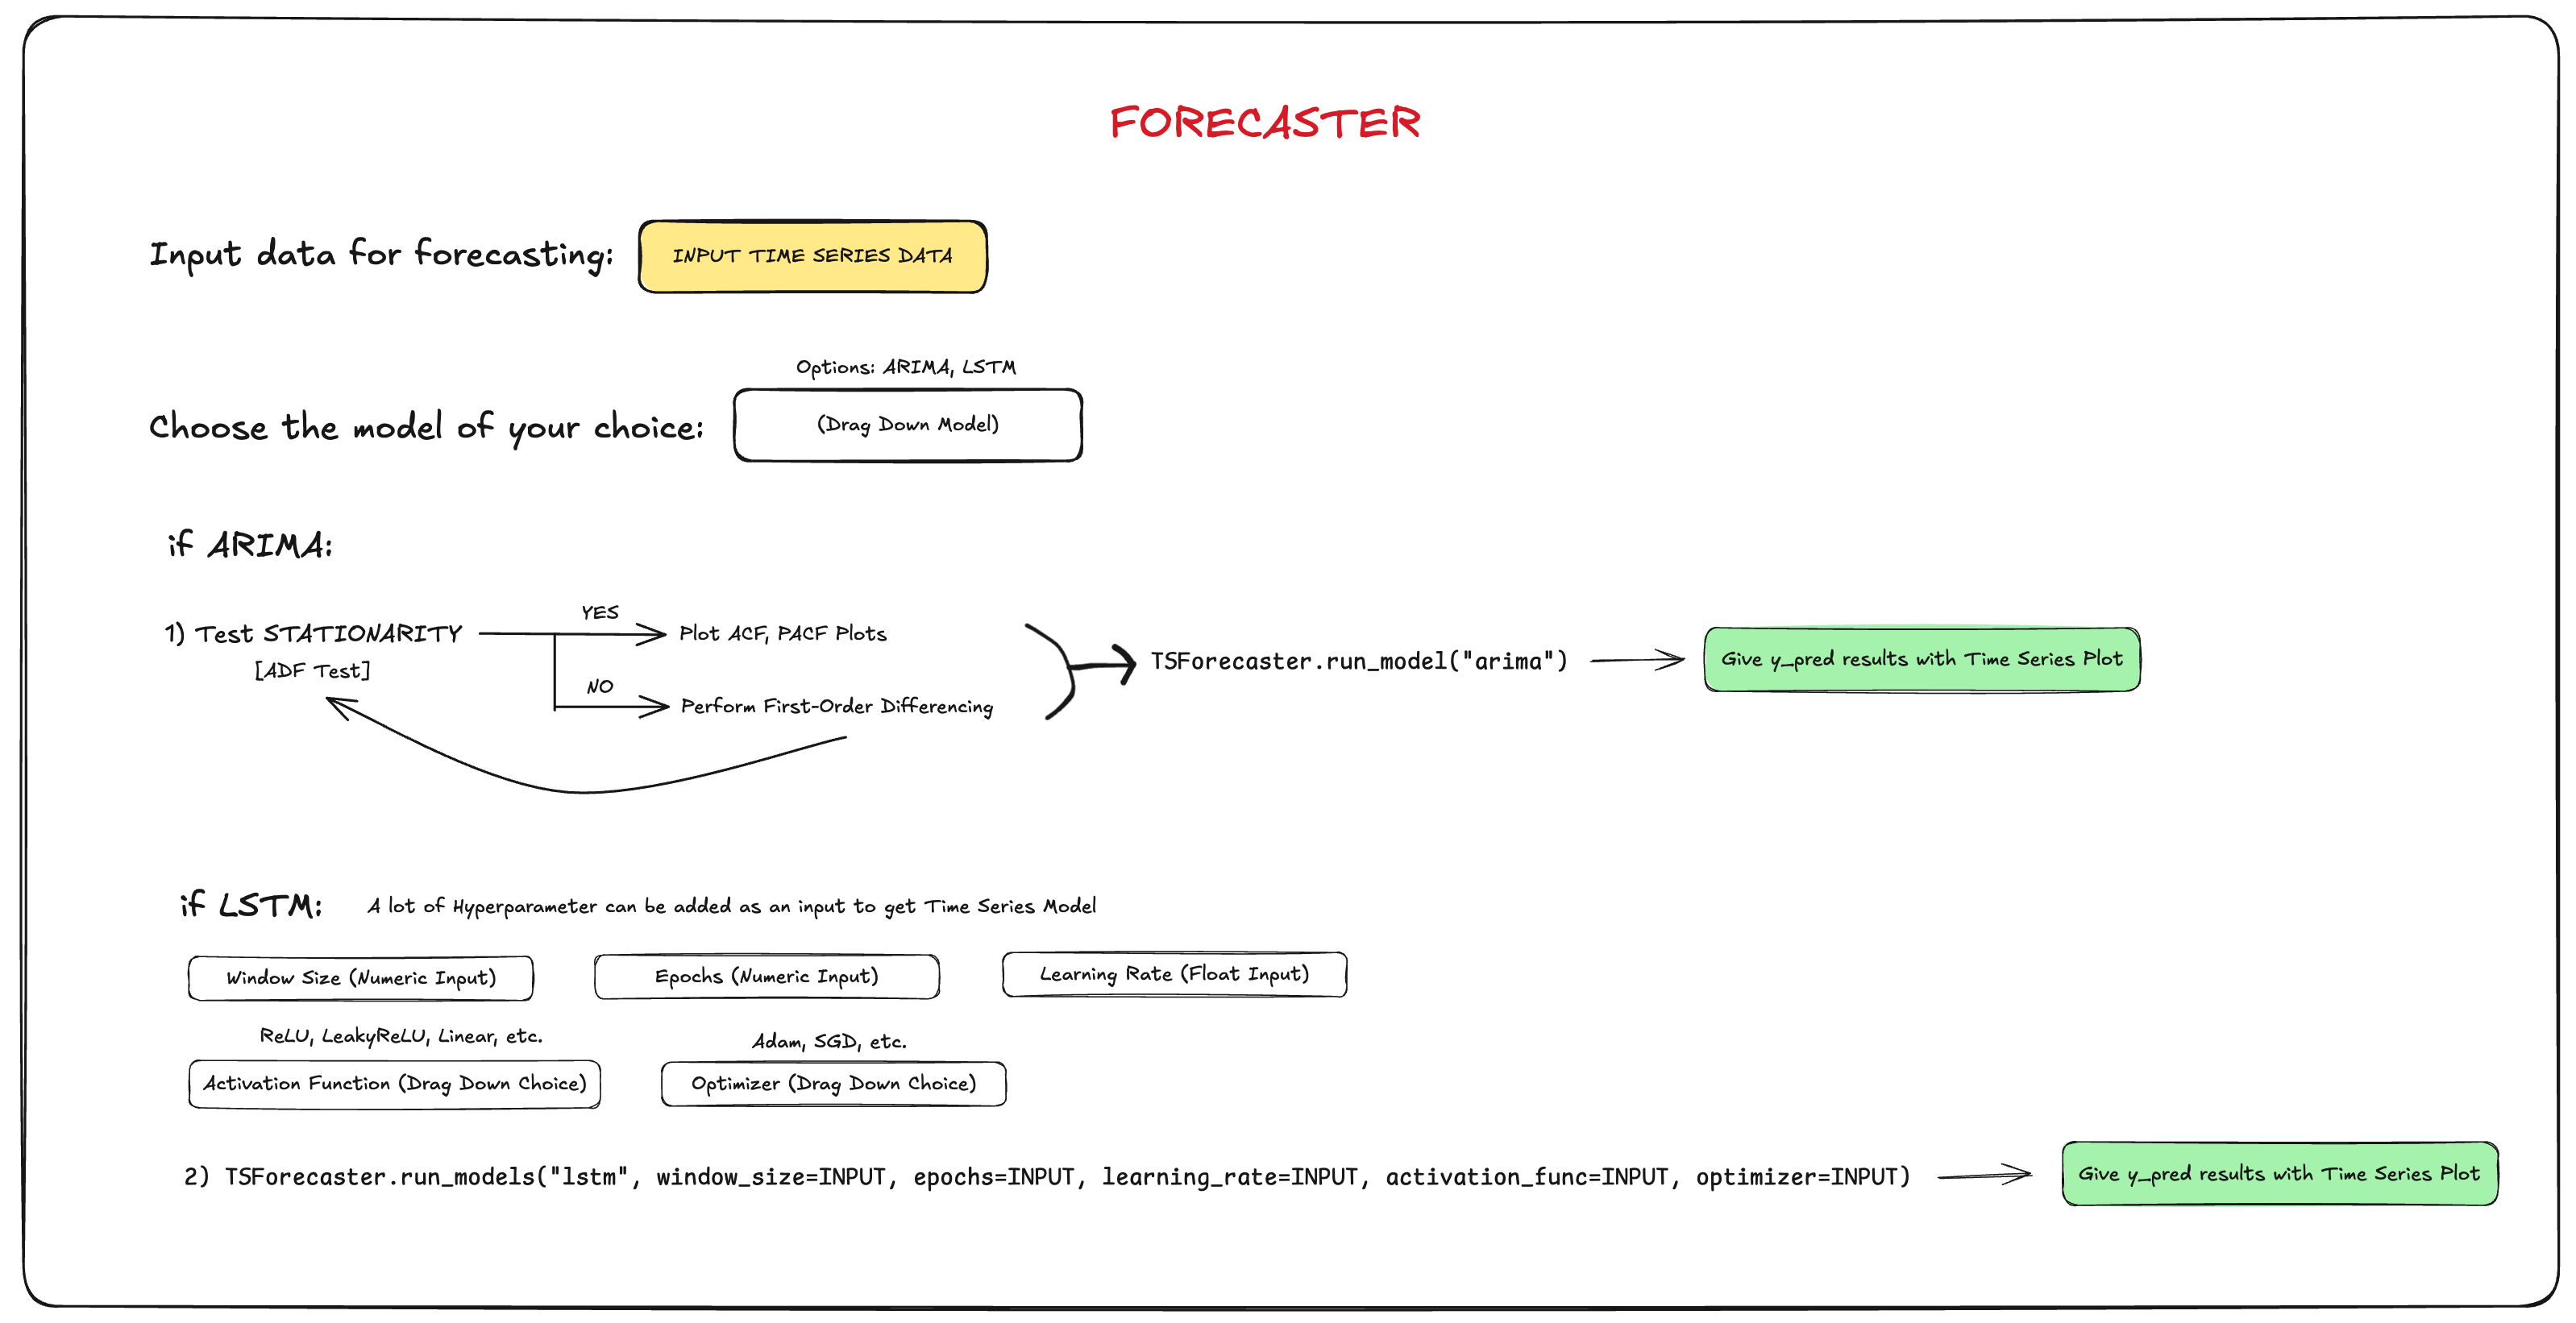 FORECASTER
Input data for forecasting:
INPUT TIME SERIES DATA
Options: ARIMA, LSTM
Choose the model of your choice:
(Drag Down Model)
if ARIMA:
1) Test STATIONARITY
[ADF Test]
YES
Plot ACF, PACF Plots
NO
Perform First-Order Differencing
TSForecaster.run_model("arima")
Give y_pred results with Time Series Plot
if LSTM:
A lot of Hyperparameter can be added as an input to get Time Series Model
Window Size (Numeric Input)
Epochs (Numeric Input)
Learning Rate (Float Input)
ReLU, LeakyReLU, Linear, etc.
Activation Function (Drag Down Choice)
Adam, SGD, etc.
Optimizer (Drag Down Choice)
2) TSForecaster.run_models("lstm", window_size=INPUT, epochs=INPUT, learning_rate=INPUT, activation_func=INPUT, optimizer=INPUT)
Give y_pred results with Time Series Plot